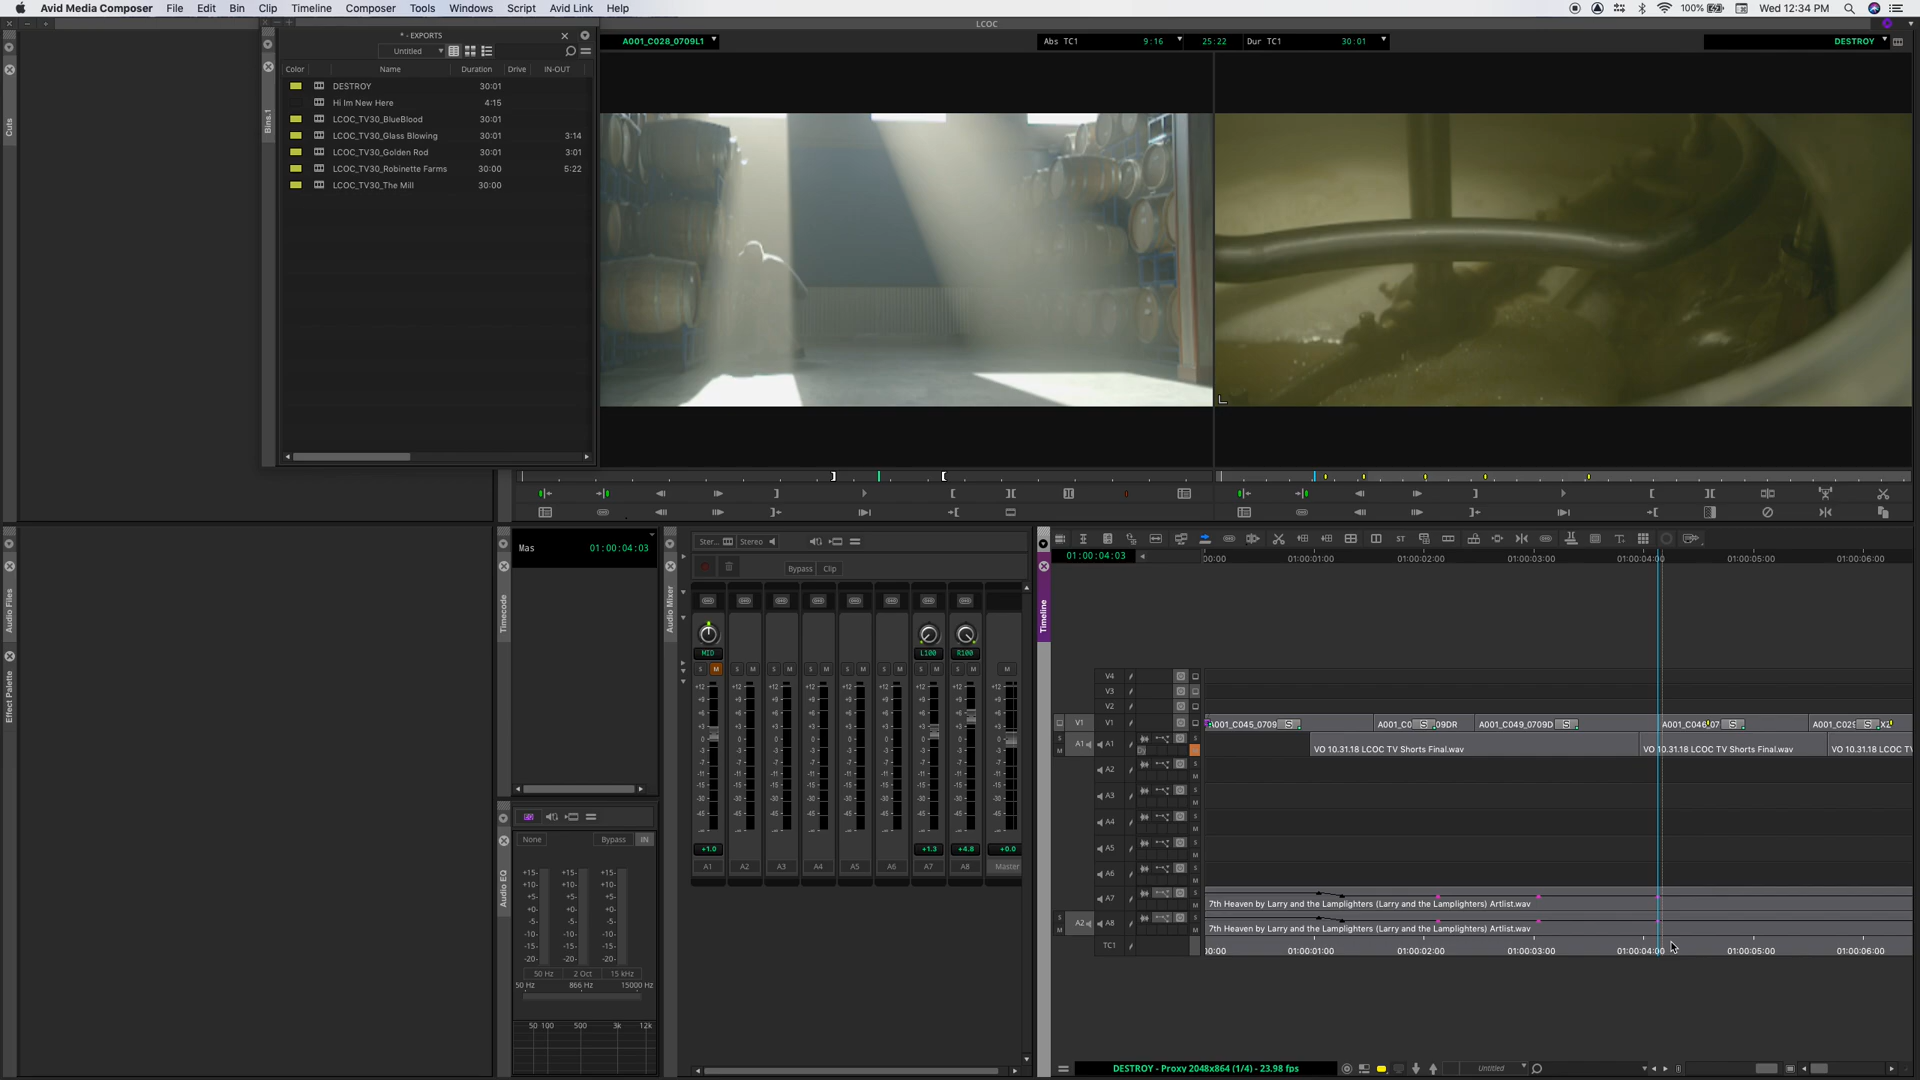 Avid Media Composer File Edit Bin Clip Timeline Composer Tools Windows Script Avid Link Help
100% Wed 12:34 PM
LCOC
* - EXPORTS
Untitled
Color Name Duration Drive IN-OUT
DESTROY 30:01
Hi Im New Here 4:15
LCOC_TV30_BlueBlood 30:01
LCOC_TV30_Glass Blowing 30:01 3:14
LCOC_TV30_Golden Rod 30:01 3:01
LCOC_TV30_Robinette Farms 30:00 5:22
LCOC_TV30_The Mill 30:00
Cuts
Bins.1
A001_C028_0709L1 Abs TC1 9:16 25:22 Dur TC1 30:01 DESTROY
Audio Files
Effect Palette
Timecode
Mas 01:00:04:03
Audio EQ
None Bypass IN
+15- +15- +15-
+10- +10- +10-
+5- +5- +5-
+0- +0- +0-
-5- -5- -5-
-10- -10- -10-
-15- -15- -15-
-20- -20- -20-
50 Hz 2 Oct 15 kHz
50 Hz 866 Hz 15000 Hz
50 100 500 3k 12k
Audio Mixer
Ster... Stereo
Bypass Clip
MID L100 R100
S M S M S M S M S M S M S M S M M
+12 +12 +12 +12 +12 +12 +12 +12 +12
+1.0 +1.3 +4.8 +0.0
A1 A2 A3 A4 A5 A6 A7 A8 Master
Timeline
ST
01:00:04:03 00:00 01:00:01:00 01:00:02:00 01:00:03:00 01:00:04:00 01:00:05:00 01:00:06:00
V4
V3
V2
V1 V1 A001_C045_0709 S A001_C0 S 09DR A001_C049_0709D S A001_C046 07 S A001_C029 S X2
A1 A1 VO 10.31.18 LCOC TV Shorts Final.wav VO 10.31.18 LCOC TV Shorts Final.wav VO 10.31.18 LCOC TV
A2
A3
A4
A5
A6
A7 7th Heaven by Larry and the Lamplighters (Larry and the Lamplighters) Artlist.wav
A2 A8 7th Heaven by Larry and the Lamplighters (Larry and the Lamplighters) Artlist.wav
TC1 00:00 01:00:01:00 01:00:02:00 01:00:03:00 01:00:04:00 01:00:05:00 01:00:06:00
DESTROY - Proxy 2048x864 (1/4) - 23.98 fps Untitled